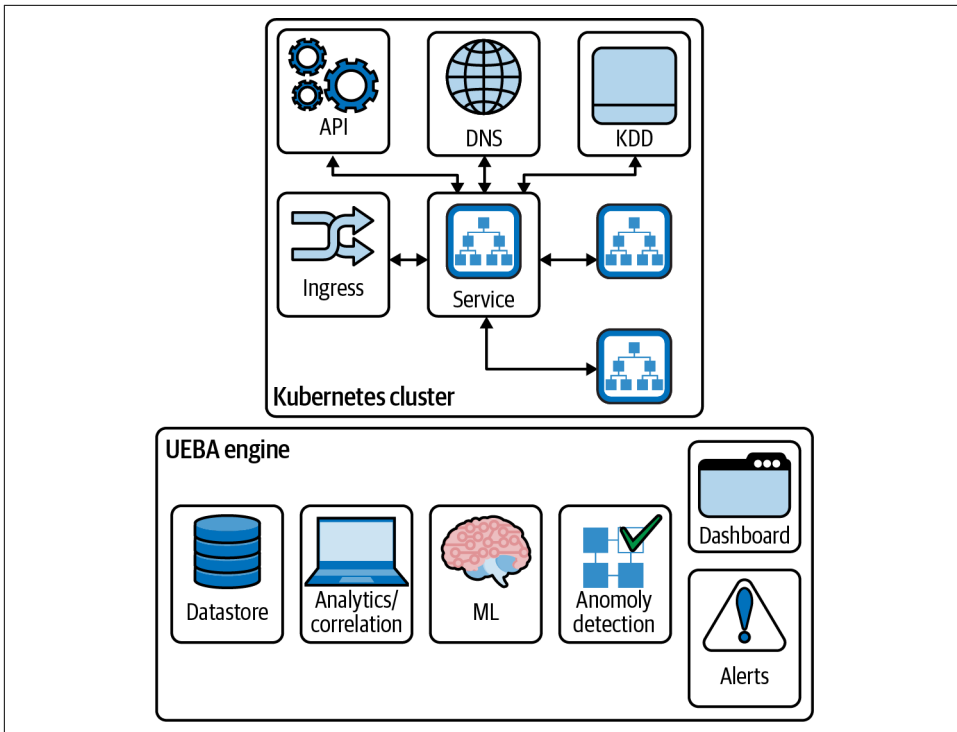 API
DNS
KDD
Ingress
Service
Kubernetes cluster
UEBA engine
Datastore
Analytics/
correlation
ML
Anomoly
detection
Dashboard
Alerts